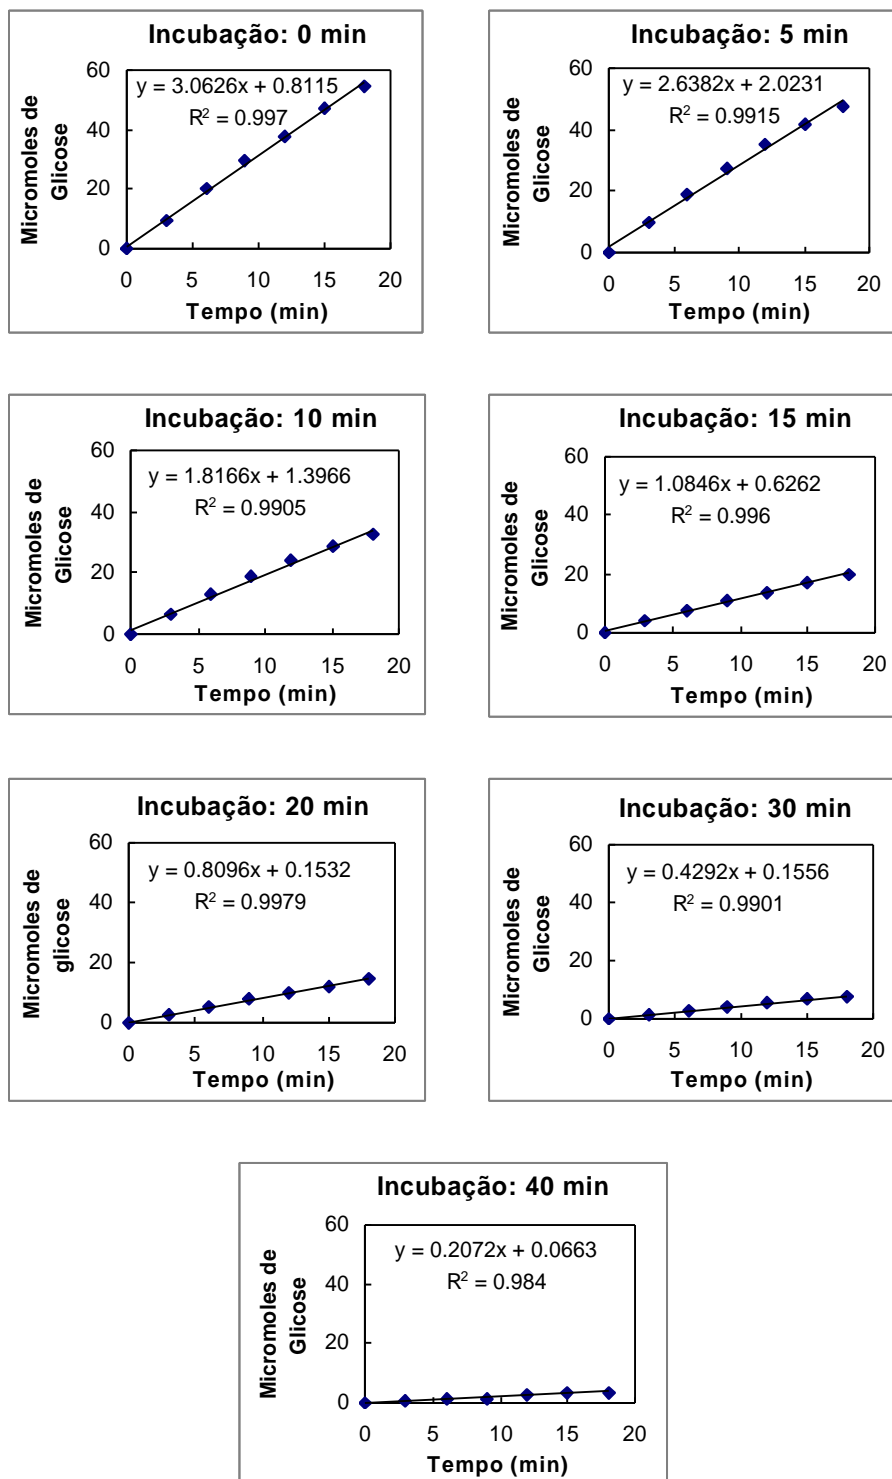 Incubação: 0 min
y = 3.0626x + 0.8115
R² = 0.997
Micromoles de
Glicose
60
40
20
0
0 5 10 15 20
Tempo (min)
Incubação: 5 min
y = 2.6382x + 2.0231
R² = 0.9915
Micromoles de
Glicose
60
40
20
0
0 5 10 15 20
Tempo (min)
Incubação: 10 min
y = 1.8166x + 1.3966
R² = 0.9905
Micromoles de
Glicose
60
40
20
0
0 5 10 15 20
Tempo (min)
Incubação: 15 min
y = 1.0846x + 0.6262
R² = 0.996
Micromoles de
Glicose
60
40
20
0
0 5 10 15 20
Tempo (min)
Incubação: 20 min
y = 0.8096x + 0.1532
R² = 0.9979
Micromoles de
glicose
60
40
20
0
0 5 10 15 20
Tempo (min)
Incubação: 30 min
y = 0.4292x + 0.1556
R² = 0.9901
Micromoles de
Glicose
60
40
20
0
0 5 10 15 20
Tempo (min)
Incubação: 40 min
y = 0.2072x + 0.0663
R² = 0.984
Micromoles de
Glicose
60
40
20
0
0 5 10 15 20
Tempo (min)